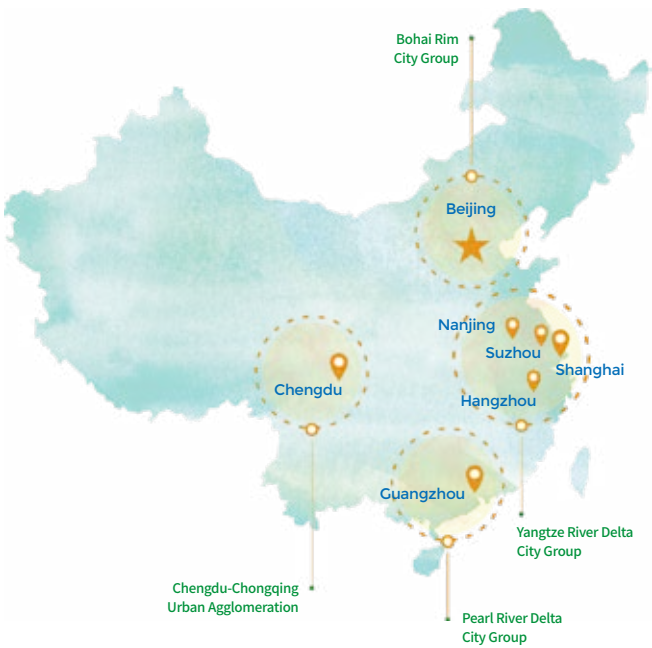 Bohai Rim
City Group
Beijing
Nanjing
Suzhou
Shanghai
Hangzhou
Chengdu
Guangzhou
Yangtze River Delta
City Group
Chengdu-Chongqing
Urban Agglomeration
Pearl River Delta
City Group